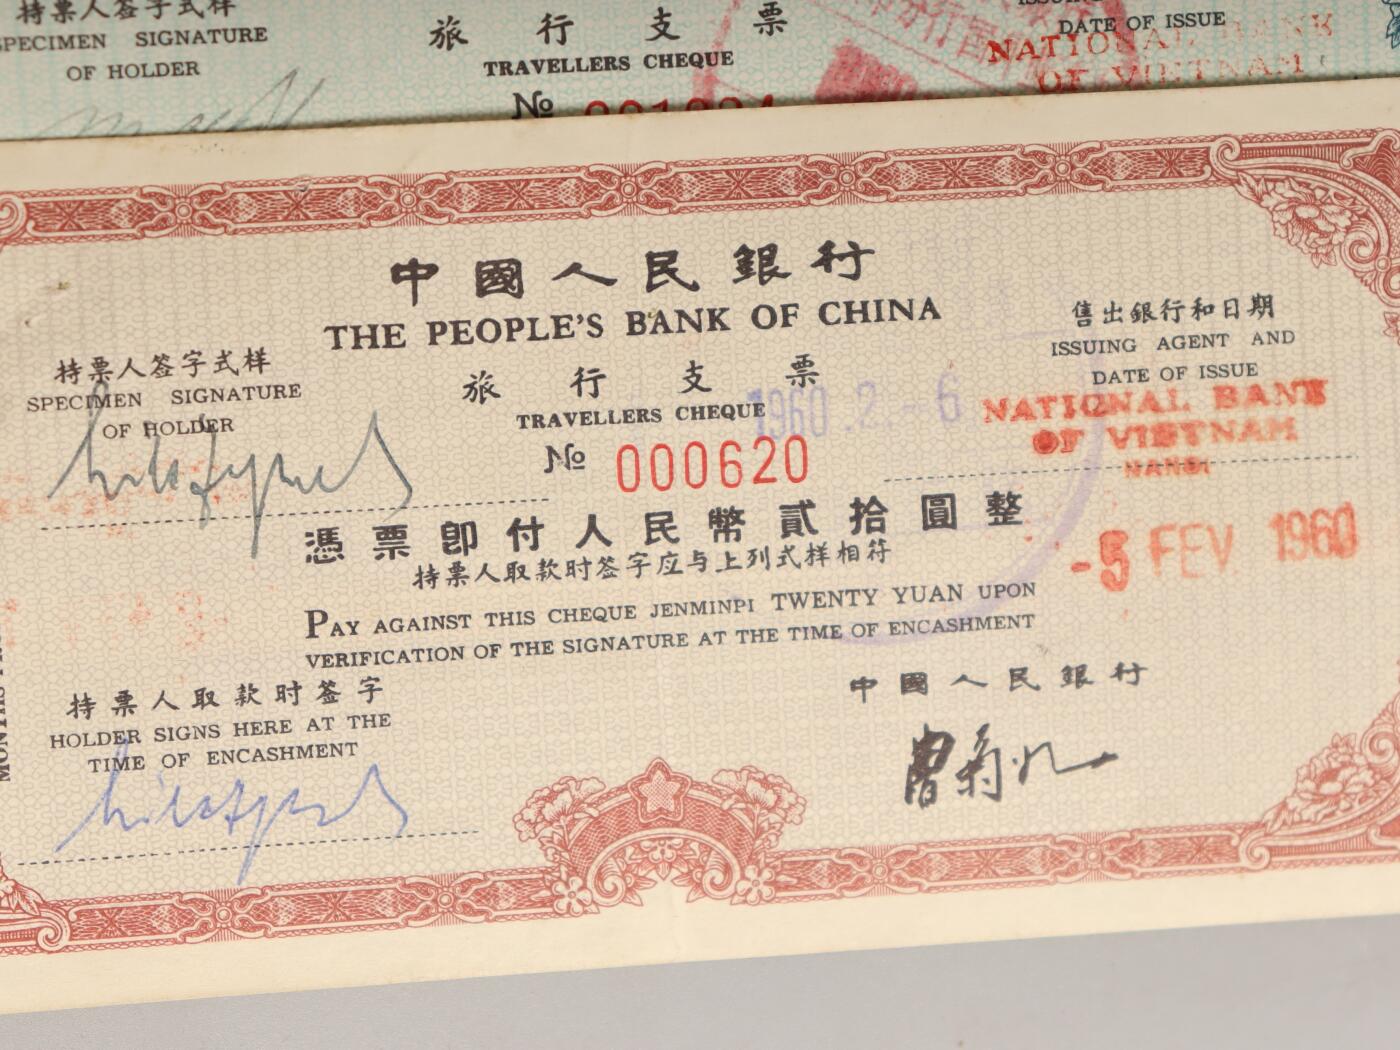 持票人签字式样
SPECIMEN SIGNATURE
OF HOLDER
旅行支票
TRAVELLERS CHEQUE
№
DATE OF ISSUE
NATIONAL BANK
OF VIETNAM
中國人民銀行
THE PEOPLE'S BANK OF CHINA
持票人签字式样
SPECIMEN SIGNATURE
OF HOLDER
旅行支票
TRAVELLERS CHEQUE
№ 000620
1960.2.-6
售出銀行和日期
ISSUING AGENT AND
DATE OF ISSUE
NATIONAL BANK
OF VIETNAM
HANOI
-5 FEV. 1960
憑票卽付人民幣貳拾圓整
持票人取款时签字应与上列式样相符
PAY AGAINST THIS CHEQUE JENMINPI TWENTY YUAN UPON
VERIFICATION OF THE SIGNATURE AT THE TIME OF ENCASHMENT
持票人取款时签字
HOLDER SIGNS HERE AT THE
TIME OF ENCASHMENT
中國人民銀行
MONTHS